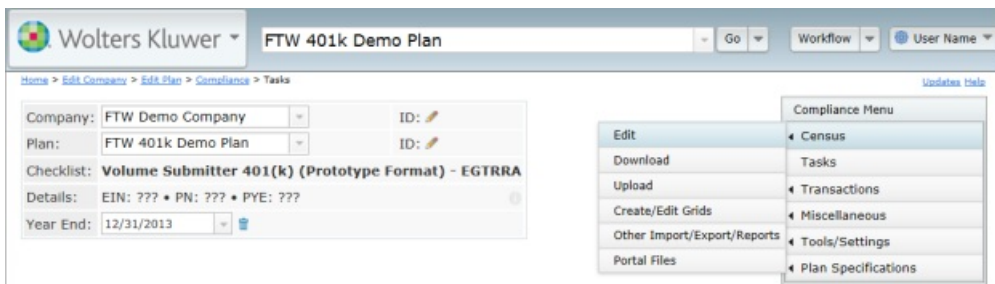 Wolters Kluwer
FTW 401k Demo Plan
Go
Workflow
User Name
Home > Edit Company > Edit Plan > Compliance > Tasks
Updates Help
Company: FTW Demo Company ID:
Plan: FTW 401k Demo Plan ID:
Checklist: Volume Submitter 401(k) (Prototype Format) - EGTRRA
Details: EIN: ??? • PN: ??? • PYE: ???
Year End: 12/31/2013
Edit
Download
Upload
Create/Edit Grids
Other Import/Export/Reports
Portal Files
Compliance Menu
Census
Tasks
Transactions
Miscellaneous
Tools/Settings
Plan Specifications